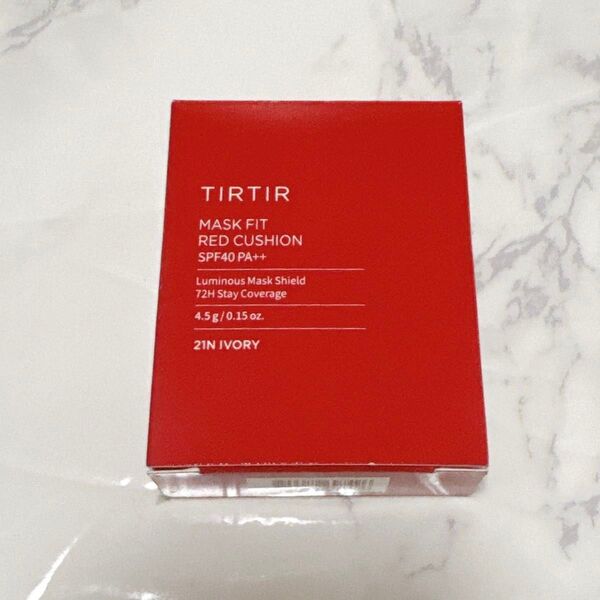 TIRTIR
MASK FIT
RED CUSHION
SPF40 PA++
Luminous Mask Shield
72H Stay Coverage
4.5 g / 0.15 oz.
21N IVORY